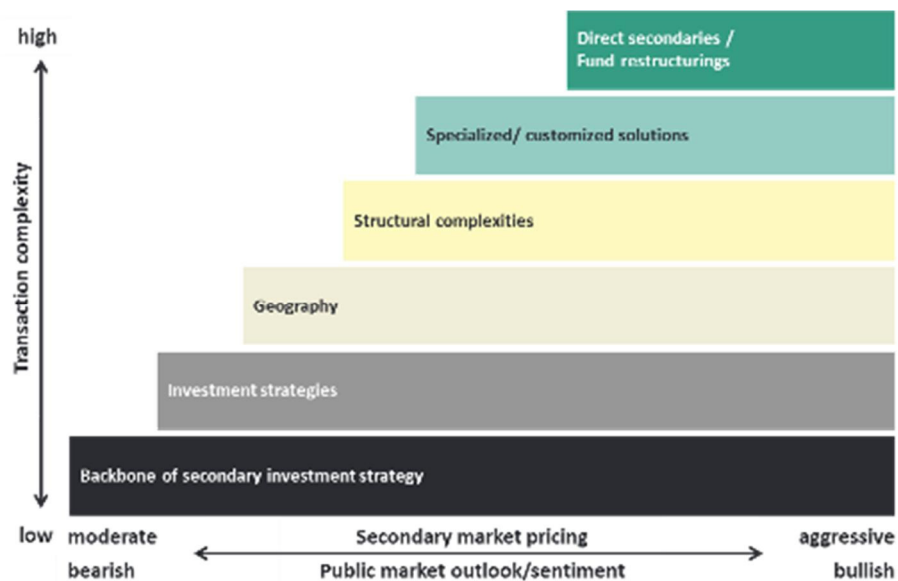 high
Direct secondaries /
Fund restructurings
Specialized/ customized solutions
Structural complexities
Geography
Investment strategies
Backbone of secondary investment strategy
Transaction complexity
low
moderate Secondary market pricing aggressive
bearish Public market outlook/sentiment bullish